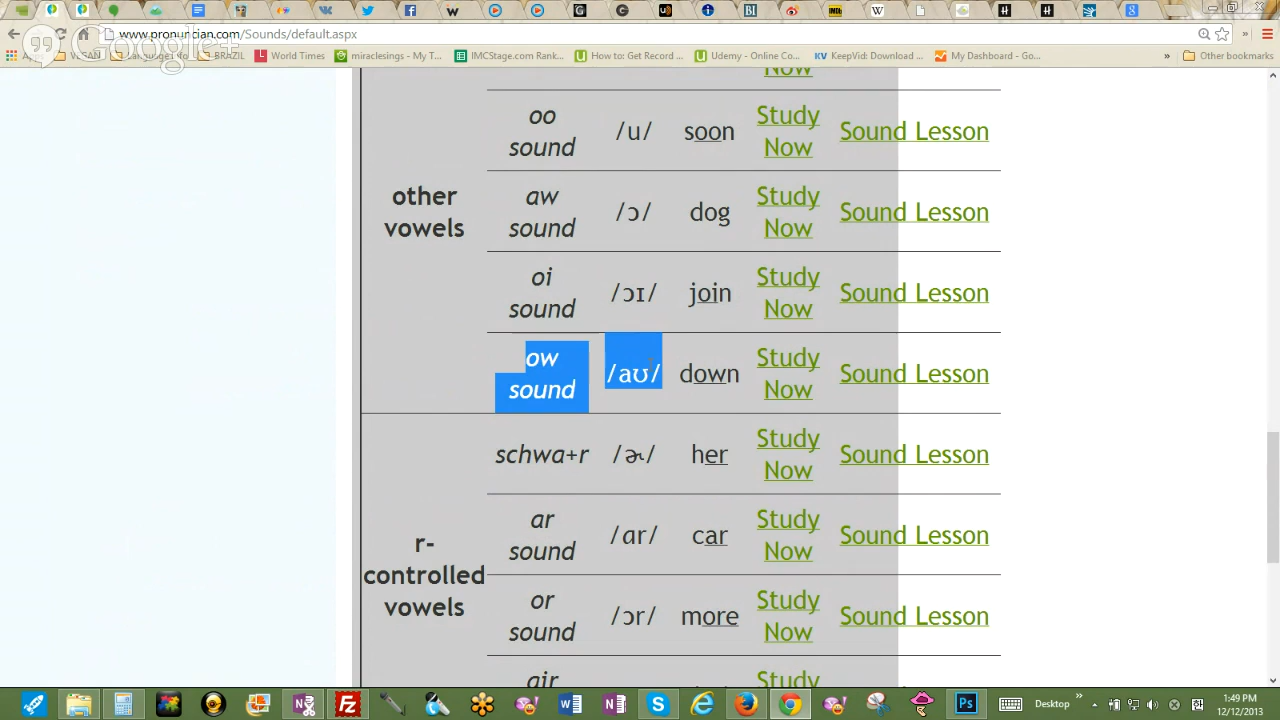 www.pronuncian.com/Sounds/default.aspx
Google+
BRAZIL
World Times
miraclesings - My T...
IMCStage.com Rank...
How to: Get Record ...
Udemy - Online Co...
KeepVid: Download ...
My Dashboard - Go...
»
Other bookmarks
Now
other vowels
oo sound /u/ soon Study Now Sound Lesson
aw sound /ɔ/ dog Study Now Sound Lesson
oi sound /ɔɪ/ join Study Now Sound Lesson
ow sound /aʊ/ down Study Now Sound Lesson
r-controlled vowels
schwa+r /ɚ/ her Study Now Sound Lesson
ar sound /ɑr/ car Study Now Sound Lesson
or sound /ɔr/ more Study Now Sound Lesson
air
Study
Desktop
»
1:49 PM
12/12/2013